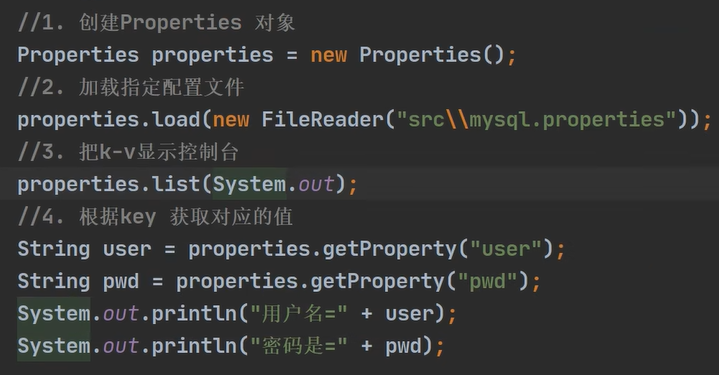 //1. 创建Properties 对象
Properties properties = new Properties();
//2. 加载指定配置文件
properties.load(new FileReader("src\\mysql.properties"));
//3. 把k-v显示控制台
properties.list(System.out);
//4. 根据key 获取对应的值
String user = properties.getProperty("user");
String pwd = properties.getProperty("pwd");
System.out.println("用户名=" + user);
System.out.println("密码是=" + pwd);